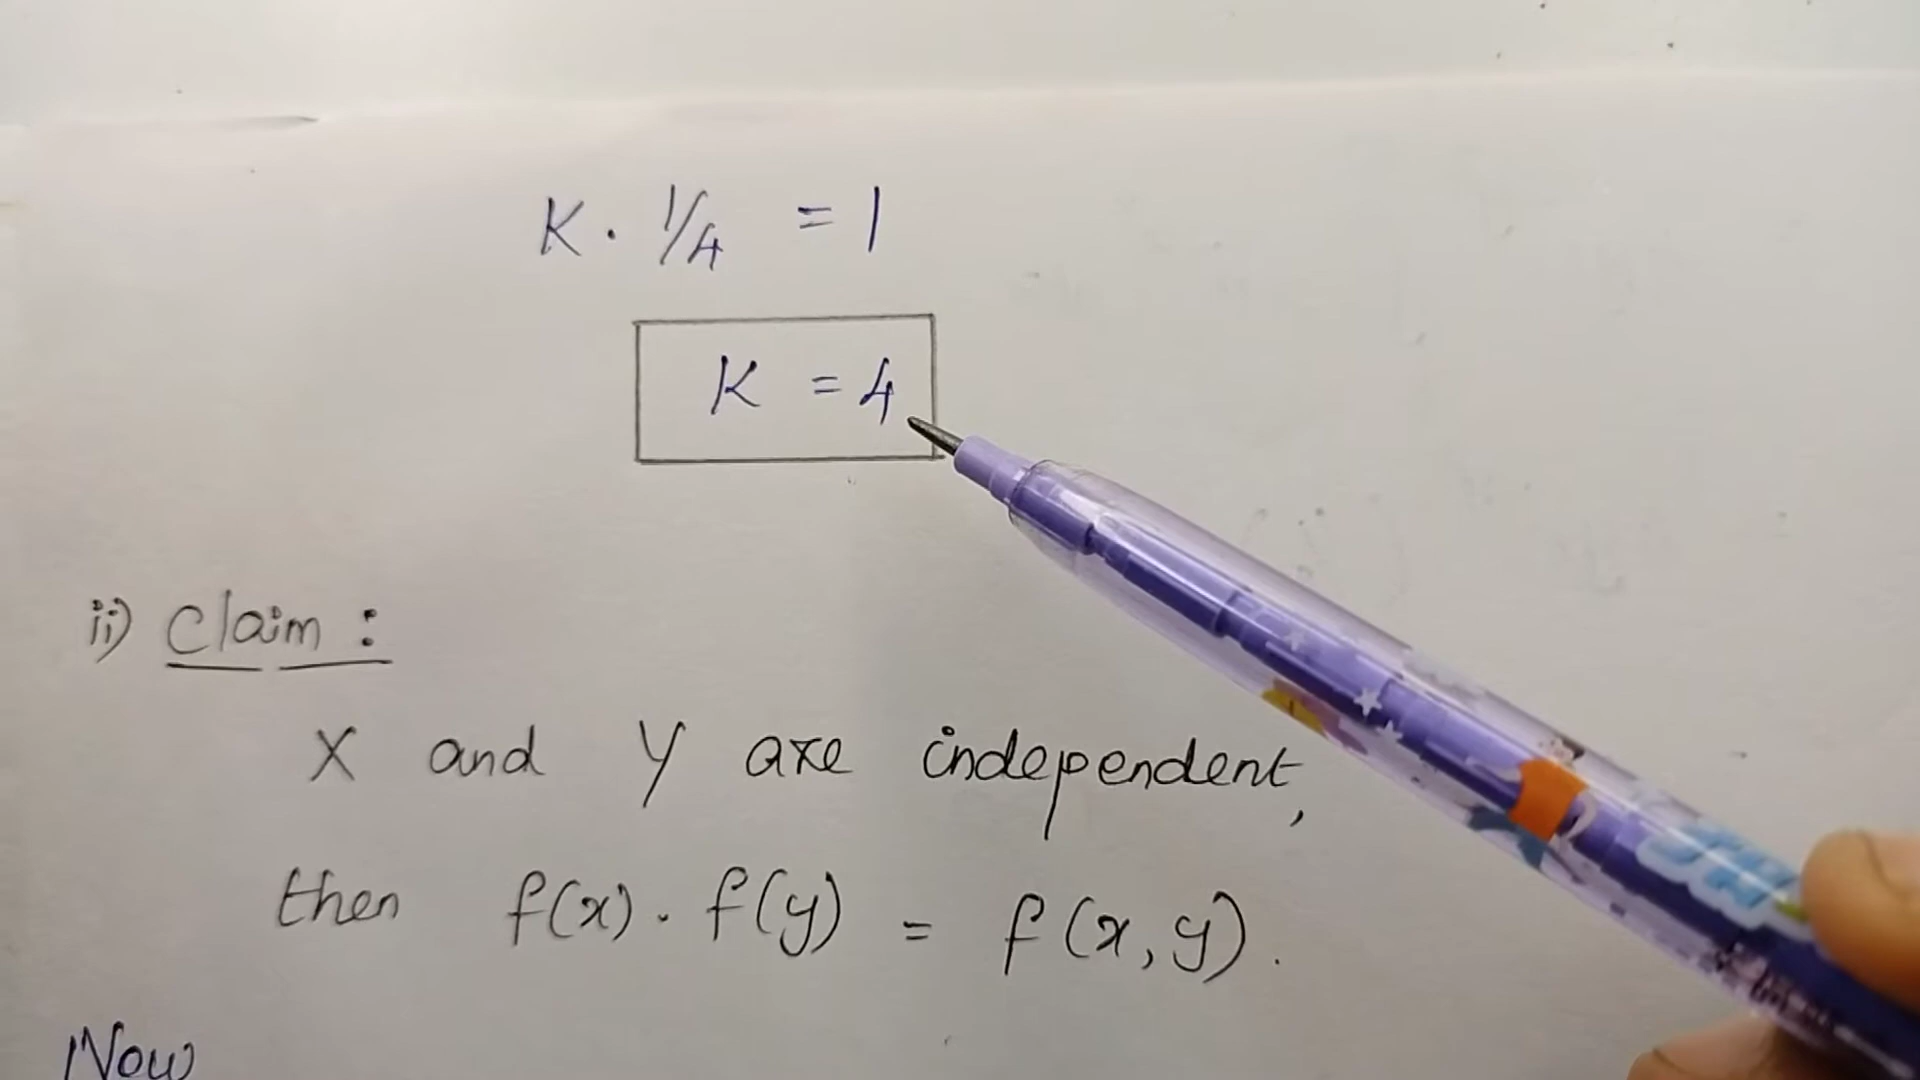 K . 1/4 = 1
K = 4
ii) Claim :
X and Y are independent,
then f(x) . f(y) = f(x,y).
Now